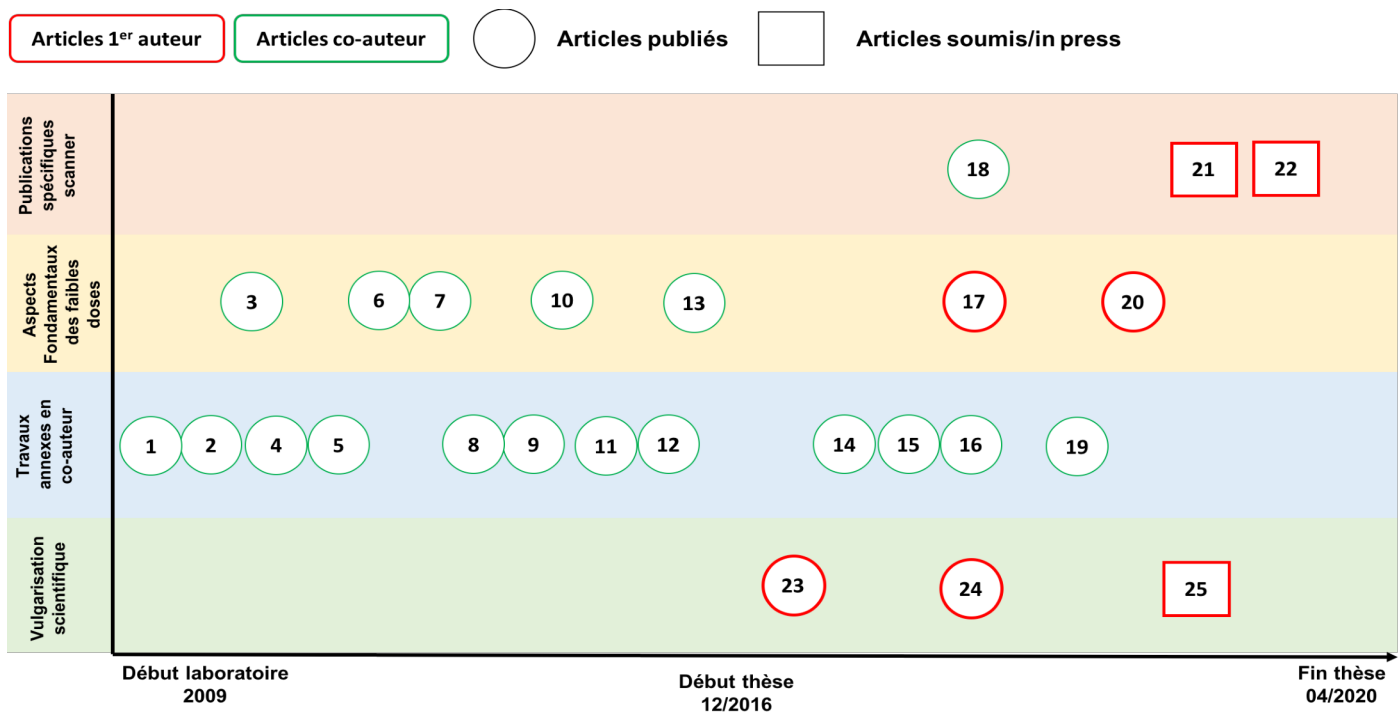 Articles 1er auteur
Articles co-auteur
Articles publiés
Articles soumis/in press
Publications
spécifiques
scanner
18
21
22
Aspects
Fondamentaux
des faibles
doses
3
6
7
10
13
17
20
Travaux
annexes en
co-auteur
1
2
4
5
8
9
11
12
14
15
16
19
Vulgarisation
scientifique
23
24
25
Début laboratoire
2009
Début thèse
12/2016
Fin thèse
04/2020